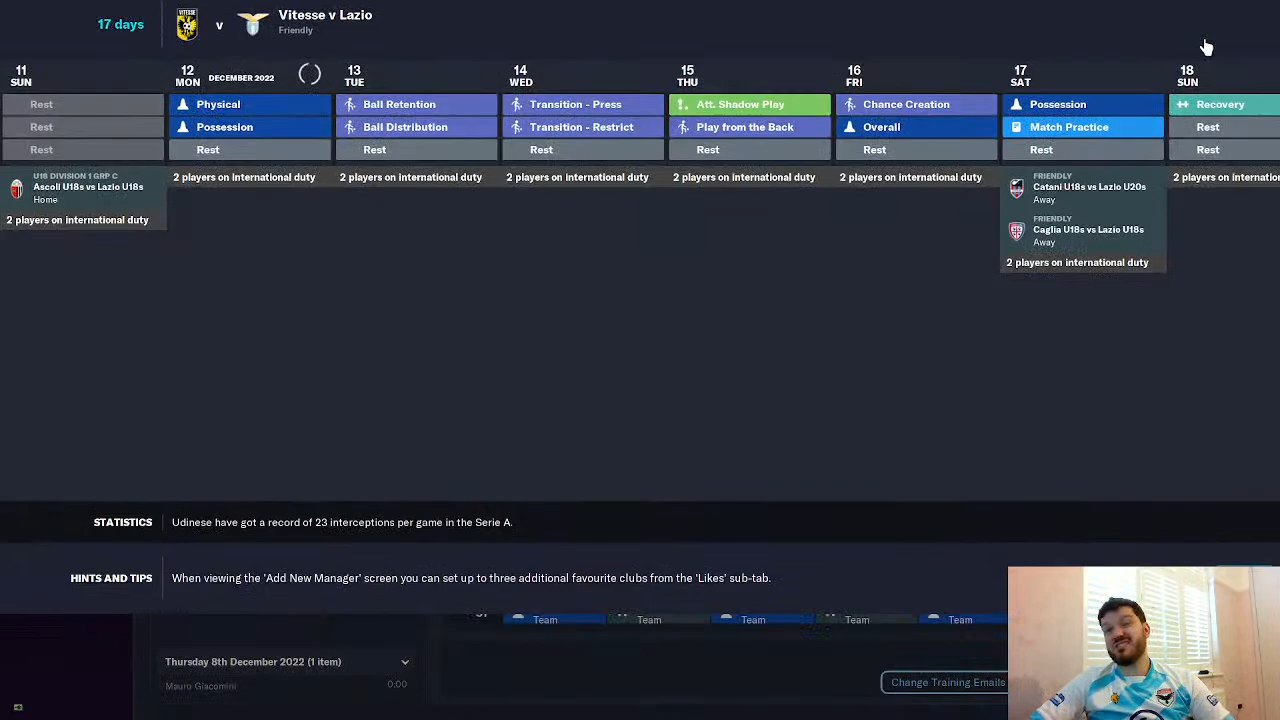 17 days
v
Vitesse v Lazio
Friendly
11 SUN
12 MON DECEMBER 2022
13 TUE
14 WED
15 THU
16 FRI
17 SAT
18 SUN
Rest Physical Ball Retention Transition - Press Att. Shadow Play Chance Creation Possession Recovery
Rest Possession Ball Distribution Transition - Restrict Play from the Back Overall Match Practice Rest
Rest Rest Rest Rest Rest Rest Rest Rest
U18 DIVISION 1 GRP C
Ascoli U18s vs Lazio U18s
Home
2 players on international duty
2 players on international duty
2 players on international duty
2 players on international duty
2 players on international duty
2 players on international duty
FRIENDLY
Catani U18s vs Lazio U20s
Away
FRIENDLY
Caglia U18s vs Lazio U18s
Away
2 players on international duty
2 players on internation
STATISTICS Udinese have got a record of 23 interceptions per game in the Serie A.
HINTS AND TIPS When viewing the 'Add New Manager' screen you can set up to three additional favourite clubs from the 'Likes' sub-tab.
Team Team Team Team Team
Thursday 8th December 2022 (1 item)
Mauro Giacomini 0:00
Change Training Emails